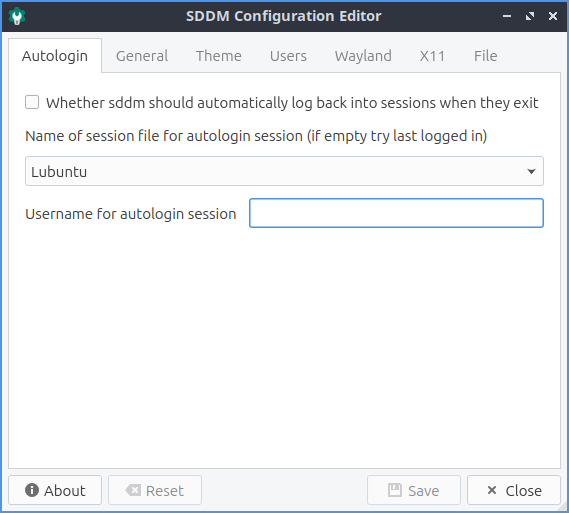 SDDM Configuration Editor
Autologin General Theme Users Wayland X11 File
Whether sddm should automatically log back into sessions when they exit
Name of session file for autologin session (if empty try last logged in)
Lubuntu
Username for autologin session
About Reset Save Close